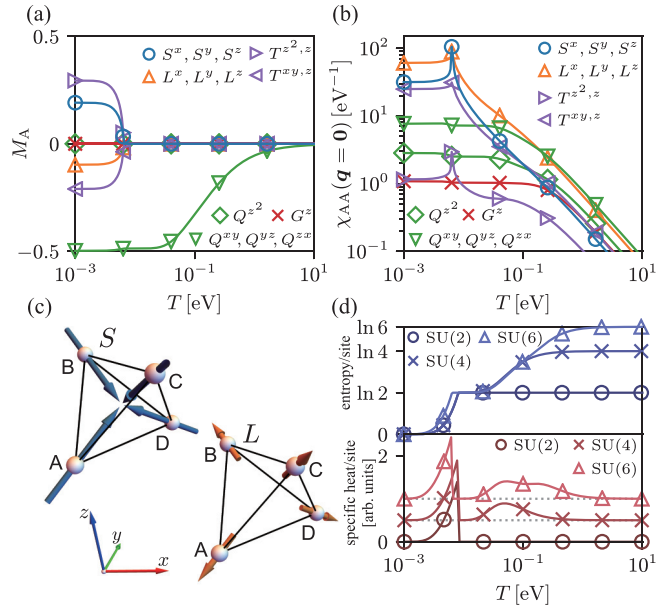 (a)
0.5
0
−0.5
M_A
S^x, S^y, S^z
L^x, L^y, L^z
T^{z²,z}
T^{xy,z}
Q^{z²}
G^z
Q^{xy}, Q^{yz}, Q^{zx}
10^{−3}
10^{−1}
10^1
T [eV]
(b)
10^2
10^1
10^0
10^{−1}
χ_{AA}(q = 0) [eV^{−1}]
S^x, S^y, S^z
L^x, L^y, L^z
T^{z²,z}
T^{xy,z}
Q^{z²}
G^z
Q^{xy}, Q^{yz}, Q^{zx}
10^{−3}
10^{−1}
10^1
T [eV]
(c)
S
B
C
A
D
L
B
C
A
D
z
y
x
(d)
ln 6
ln 4
ln 2
0
entropy/site
SU(2)
SU(6)
SU(4)
2
0
specific heat/site
[arb. units]
SU(2)
SU(4)
SU(6)
10^{−3}
10^{−1}
10^1
T [eV]